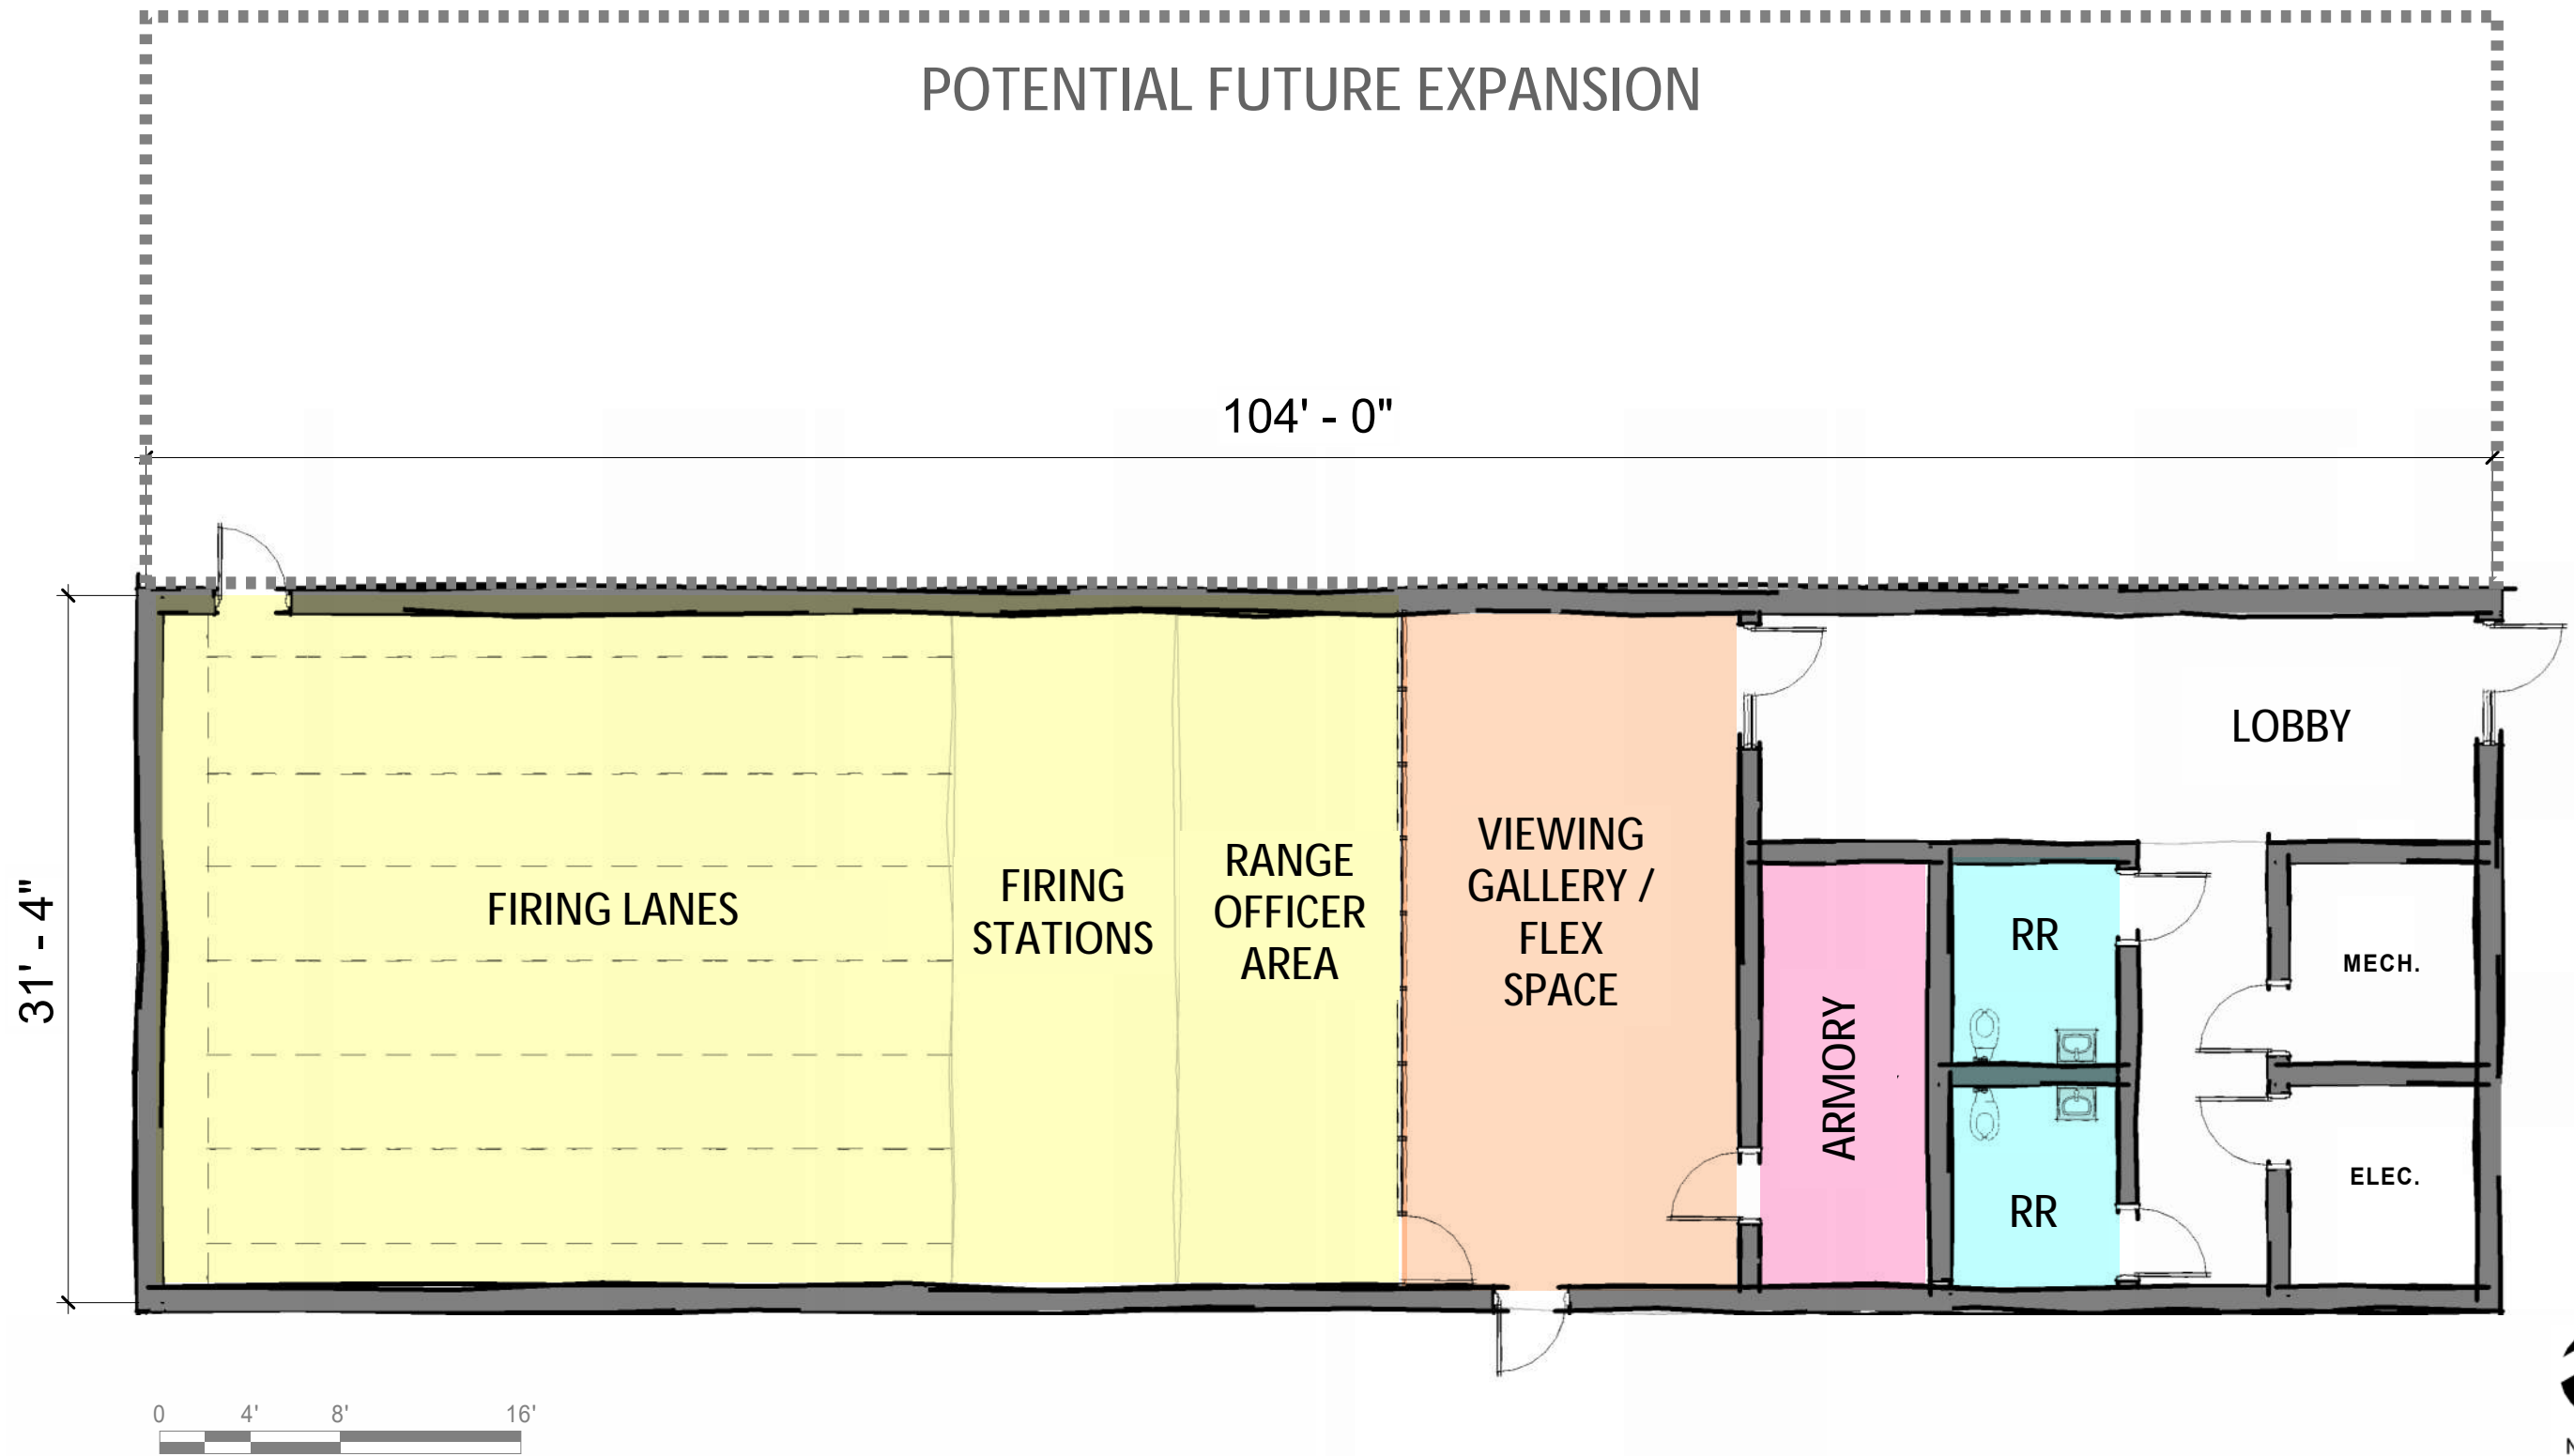 POTENTIAL FUTURE EXPANSION
104' - 0"
31' - 4"
LOBBY
FIRING LANES
FIRING
STATIONS
RANGE
OFFICER
AREA
VIEWING
GALLERY /
FLEX
SPACE
ARMORY
RR
RR
MECH.
ELEC.
0 4' 8' 16'